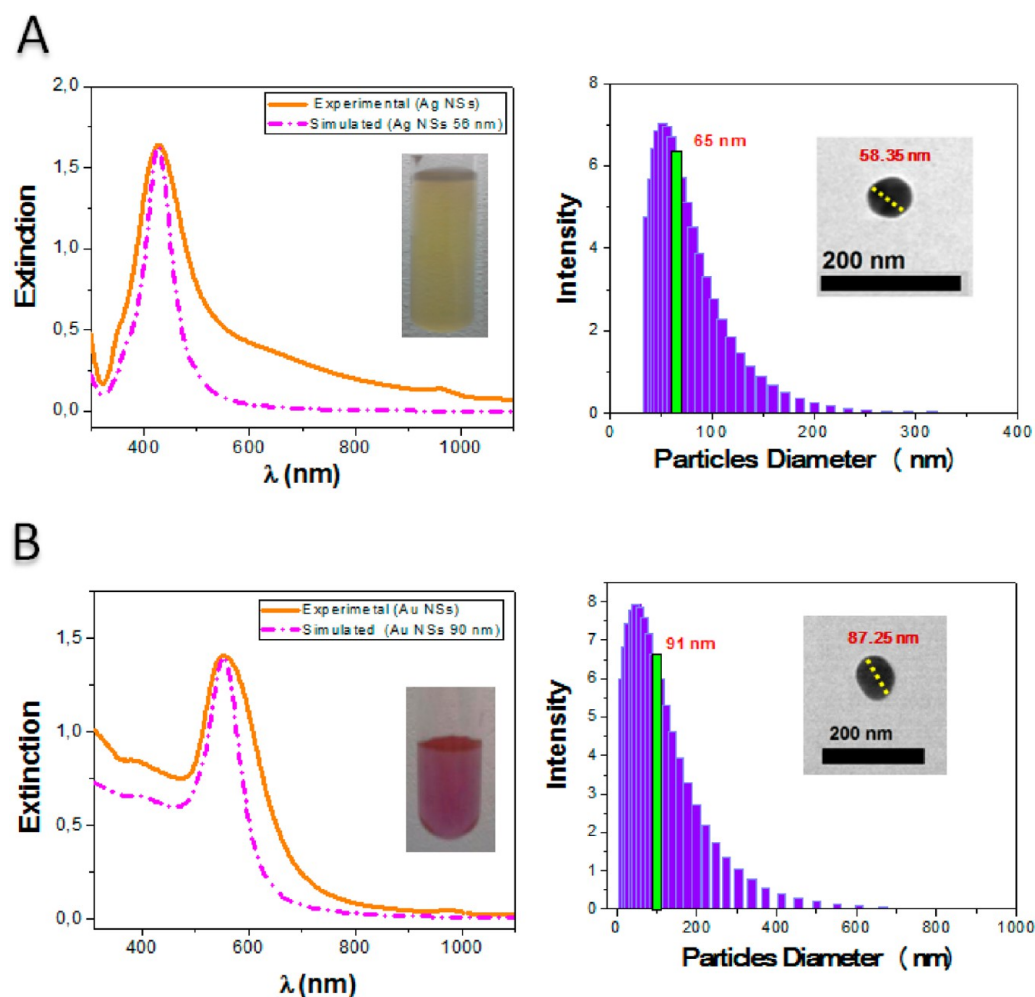 A
Extinction
2,0
1,5
1,0
0,5
0,0
Experimental (Ag NSs)
Simulated (Ag NSs 56 nm)
400
600
800
1000
λ (nm)
Intensity
8
6
4
2
0
65 nm
58.35 nm
200 nm
0
100
200
300
400
Particles Diameter ( nm)
B
Extinction
1,5
1,0
0,5
0,0
Experimetal (Au NSs)
Simulated (Au NSs 90 nm)
400
600
800
1000
λ (nm)
Intensity
8
7
6
5
4
3
2
1
0
91 nm
87.25 nm
200 nm
0
200
400
600
800
1000
Particles Diameter ( nm)